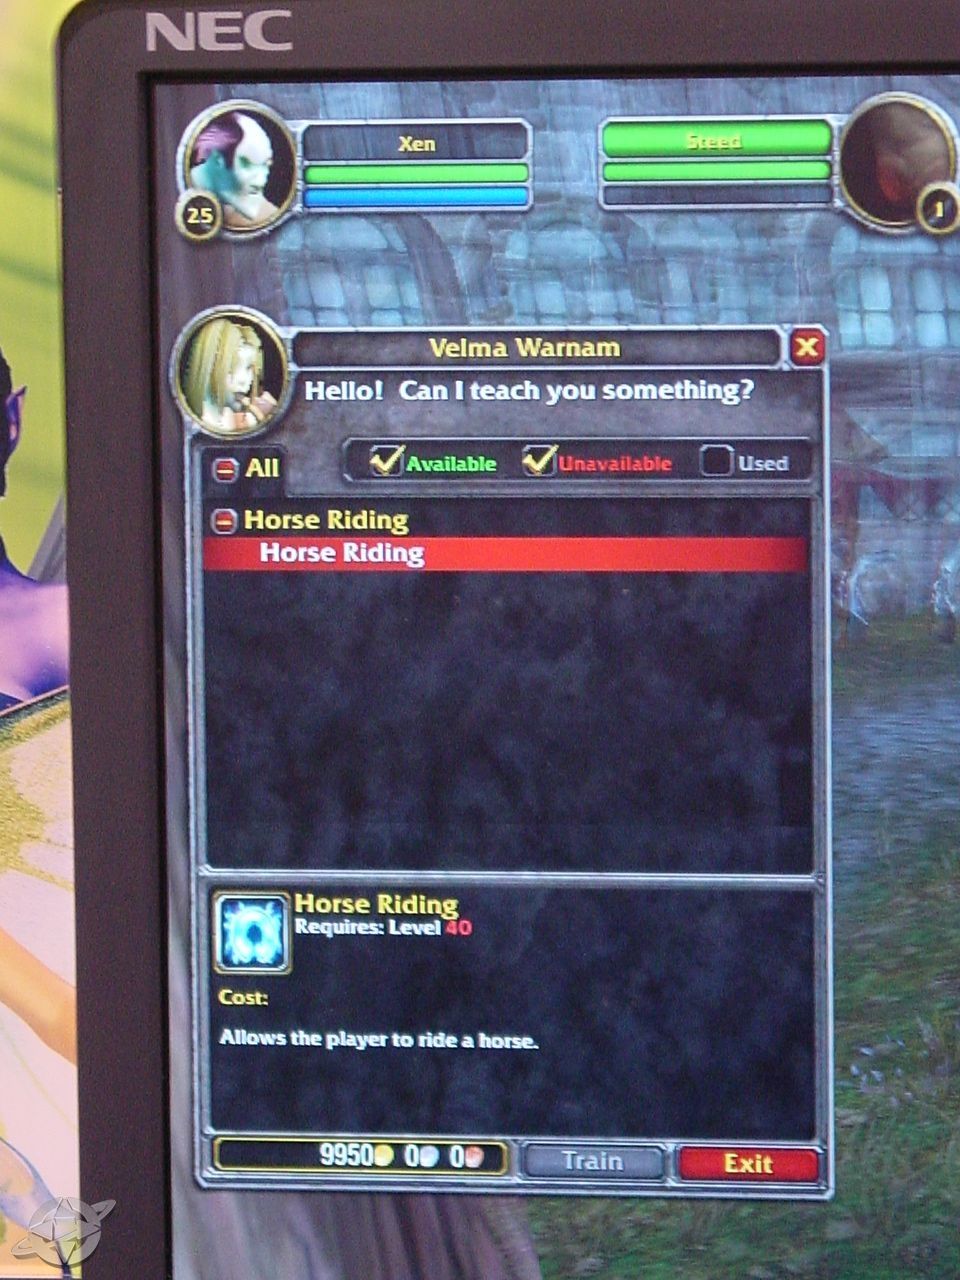 NEC
Xen
Steed
25
1
Velma Warnam
Hello! Can I teach you something?
All
Available
Unavailable
Used
Horse Riding
Horse Riding
Horse Riding
Requires: Level 40
Cost:
Allows the player to ride a horse.
9950 0 0
Train
Exit